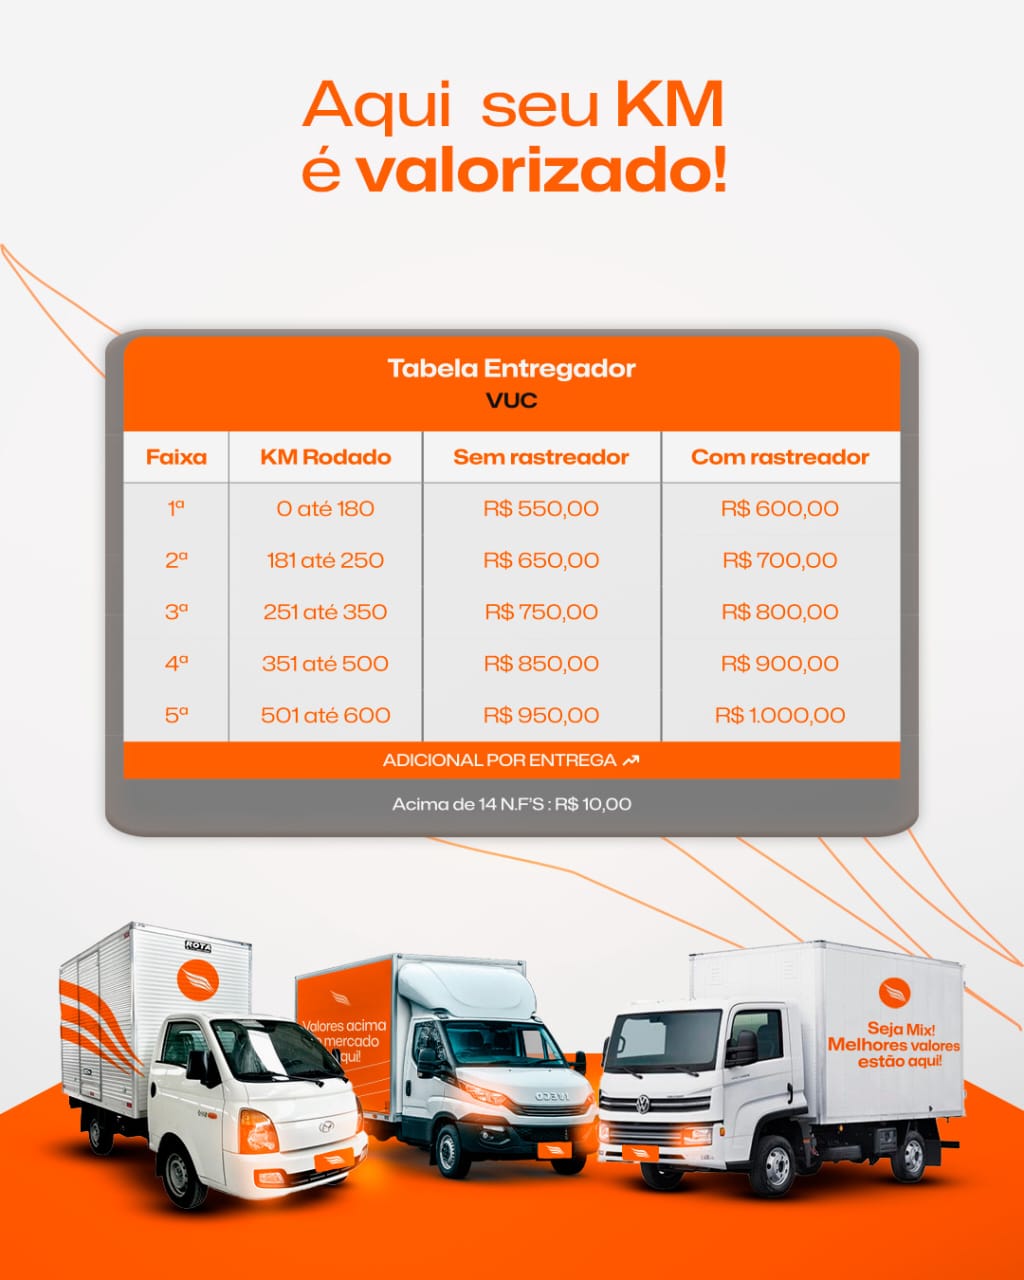 Aqui seu KM
é valorizado!
Tabela Entregador
VUC
Faixa KM Rodado Sem rastreador Com rastreador
1ª 0 até 180 R$ 550,00 R$ 600,00
2ª 181 até 250 R$ 650,00 R$ 700,00
3ª 251 até 350 R$ 750,00 R$ 800,00
4ª 351 até 500 R$ 850,00 R$ 900,00
5ª 501 até 600 R$ 950,00 R$ 1.000,00
ADICIONAL POR ENTREGA
Acima de 14 N.F'S : R$ 10,00
ROTA
Valores acima
mercado
qui!
IVECO
Seja Mix!
Melhores valores
estão aqui!